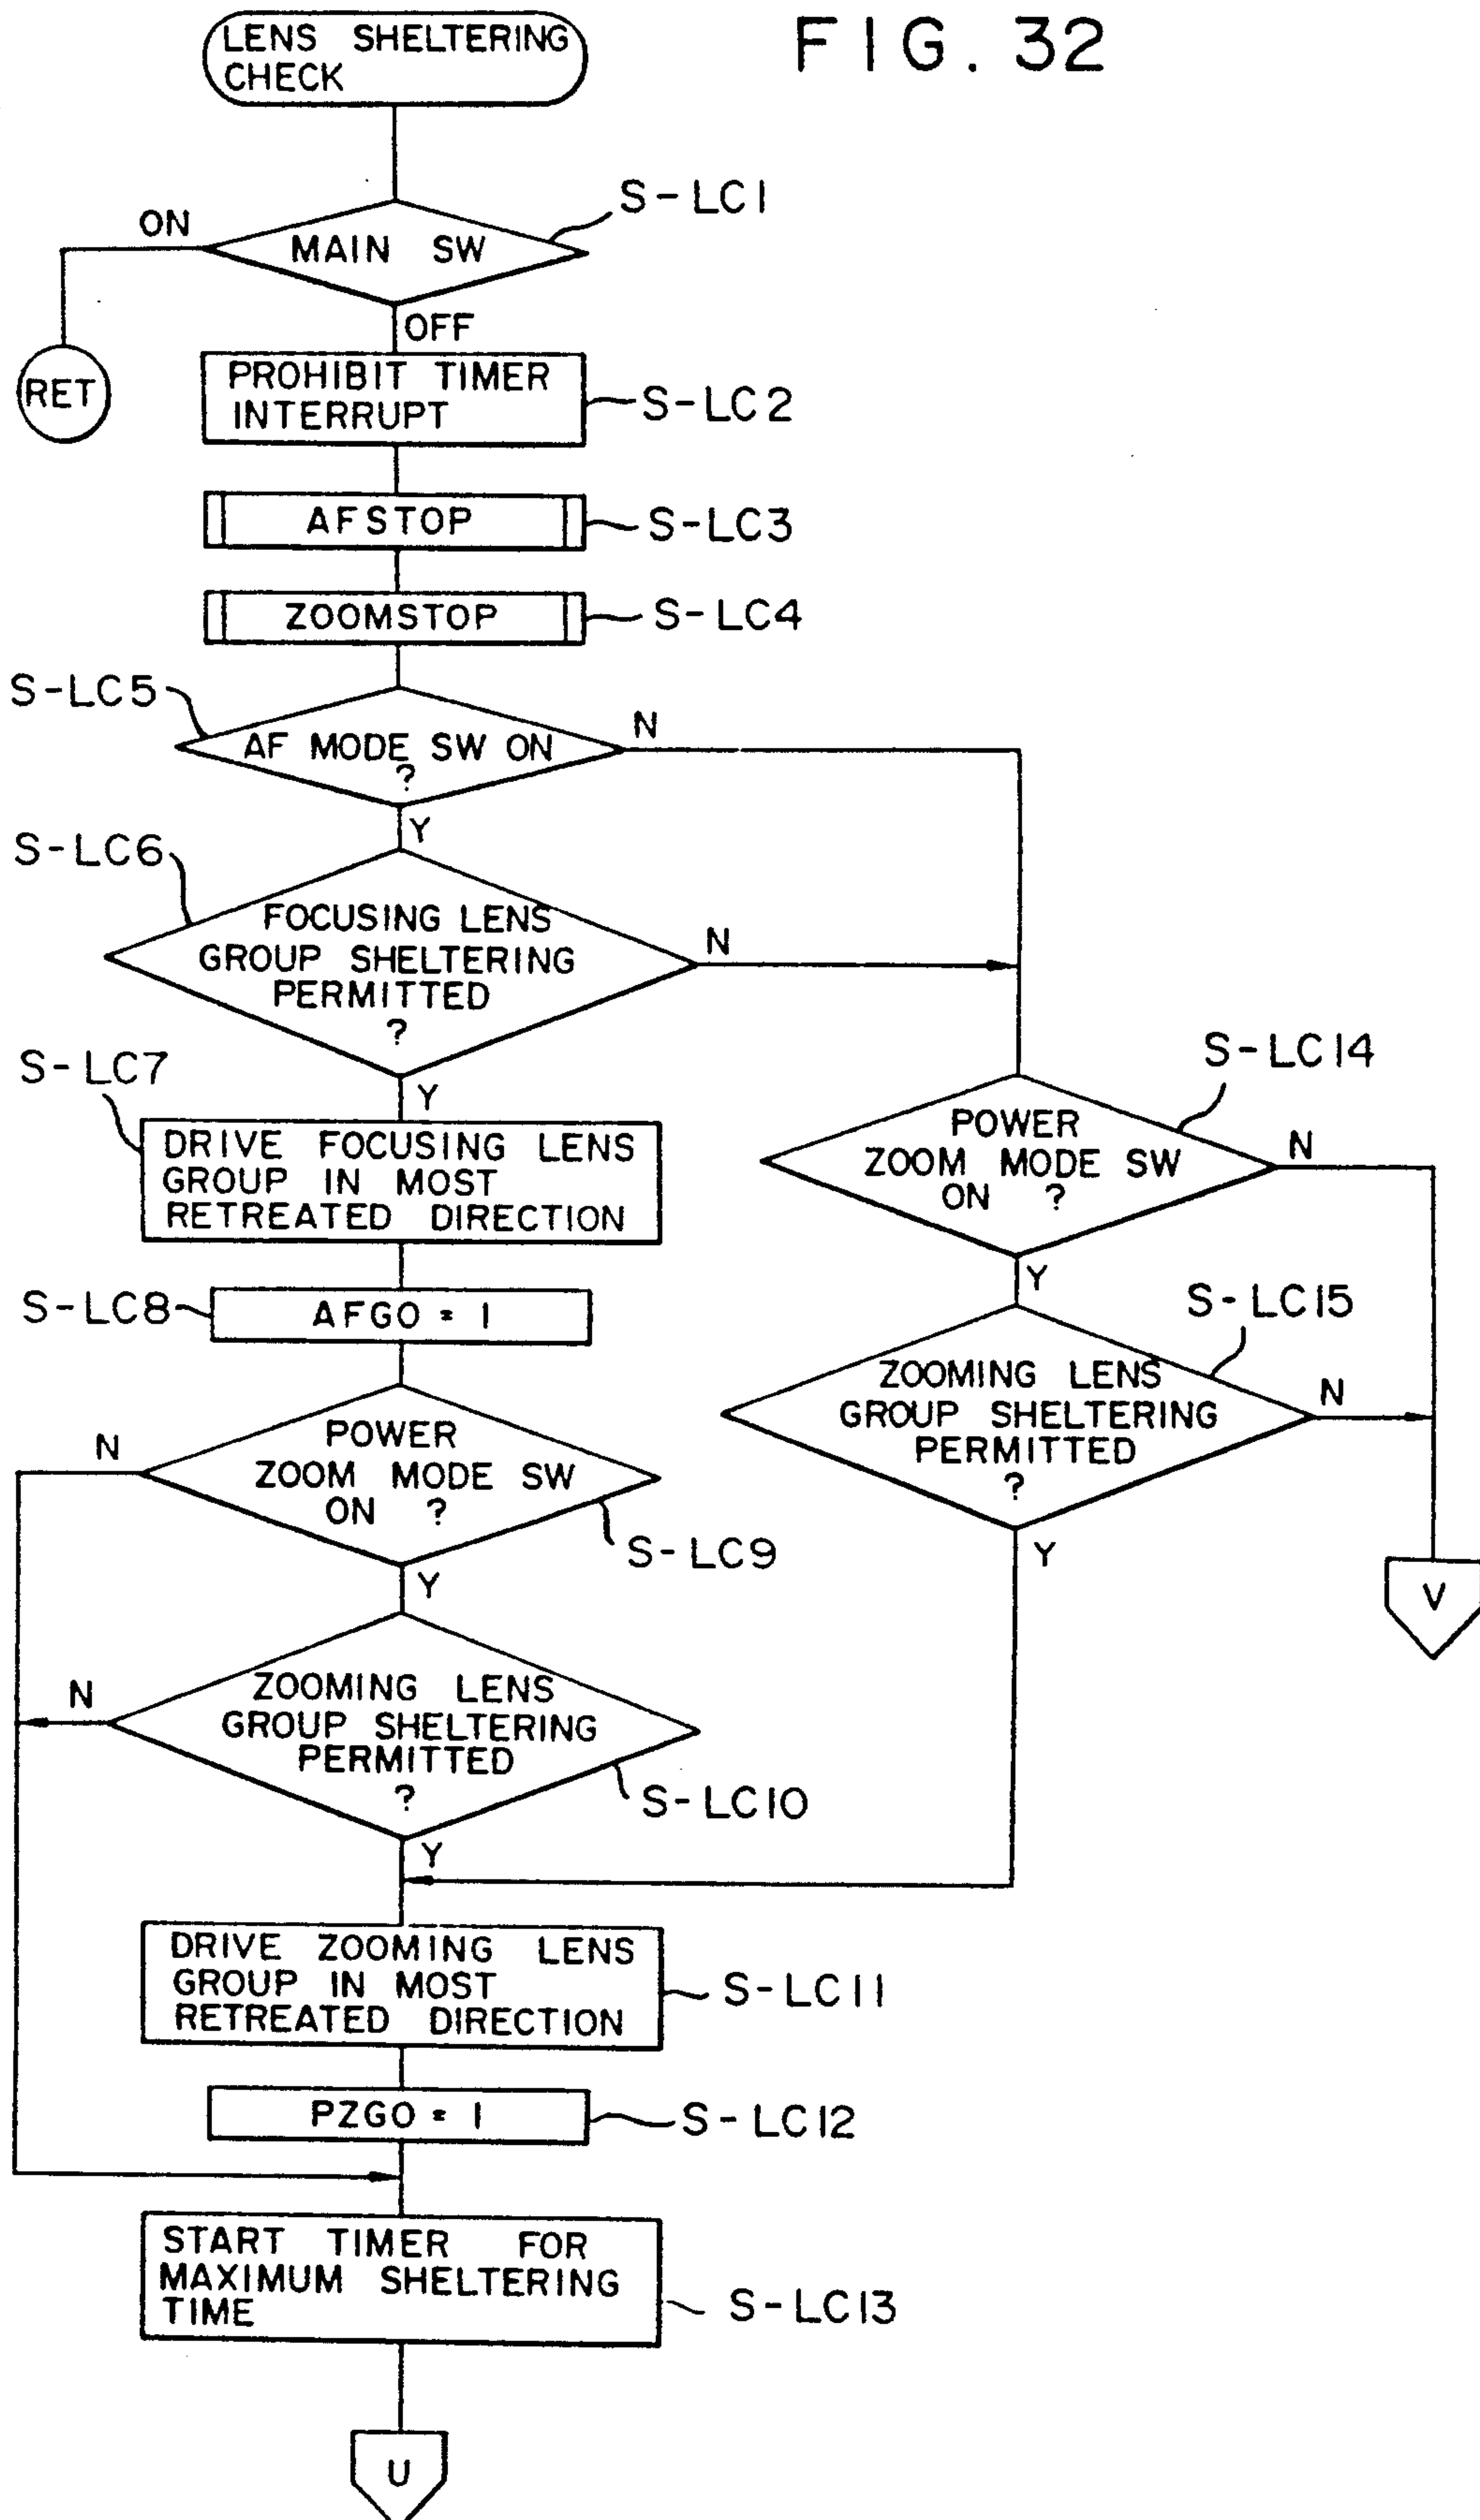 FIG. 32
LENS SHELTERING
CHECK
S-LC1
ON
MAIN SW
OFF
RET
PROHIBIT TIMER
INTERRUPT
S-LC2
AFSTOP
S-LC3
ZOOMSTOP
S-LC4
S-LC5
N
AF MODE SW ON
?
Y
S-LC6
FOCUSING LENS
GROUP SHELTERING
PERMITTED
?
N
Y
S-LC7
DRIVE FOCUSING LENS
GROUP IN MOST
RETREATED DIRECTION
S-LC14
POWER
ZOOM MODE SW
ON ?
N
Y
S-LC8
AFGO = 1
S-LC15
ZOOMING LENS
GROUP SHELTERING
PERMITTED
?
N
Y
V
N
POWER
ZOOM MODE SW
ON ?
S-LC9
Y
N
ZOOMING LENS
GROUP SHELTERING
PERMITTED
?
S-LC10
Y
DRIVE ZOOMING LENS
GROUP IN MOST
RETREATED DIRECTION
S-LC11
PZGO = 1
S-LC12
START TIMER FOR
MAXIMUM SHELTERING
TIME
S-LC13
U